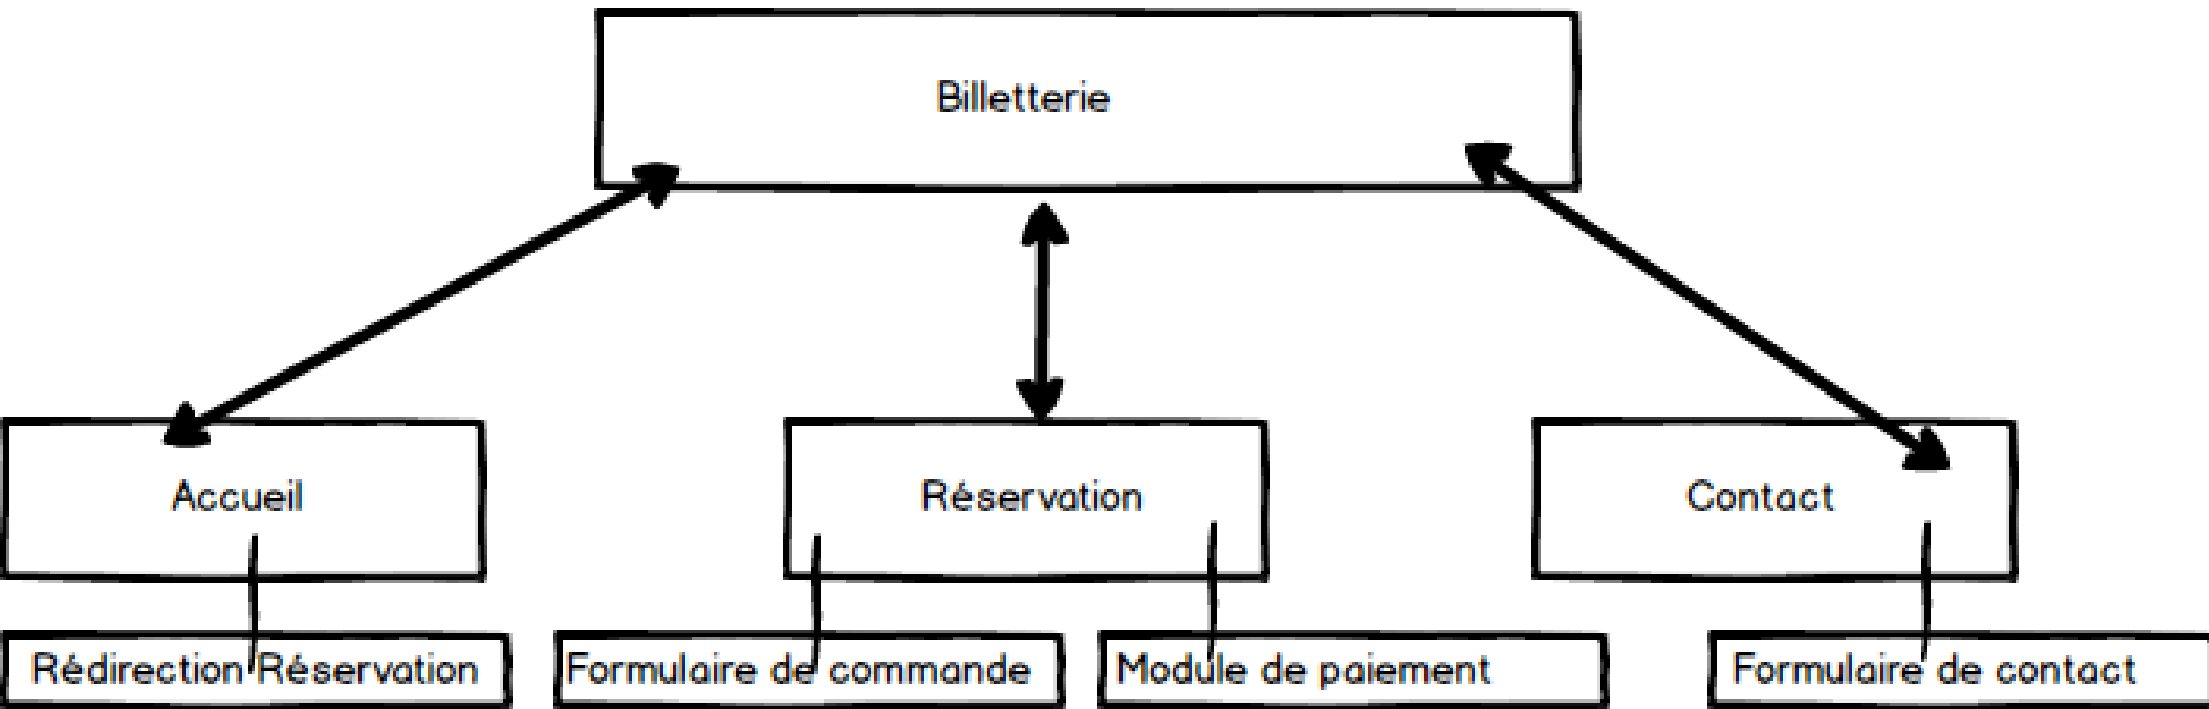 Billetterie
Accueil
Réservation
Contact
Rédirection Réservation
Formulaire de commande
Module de paiement
Formulaire de contact